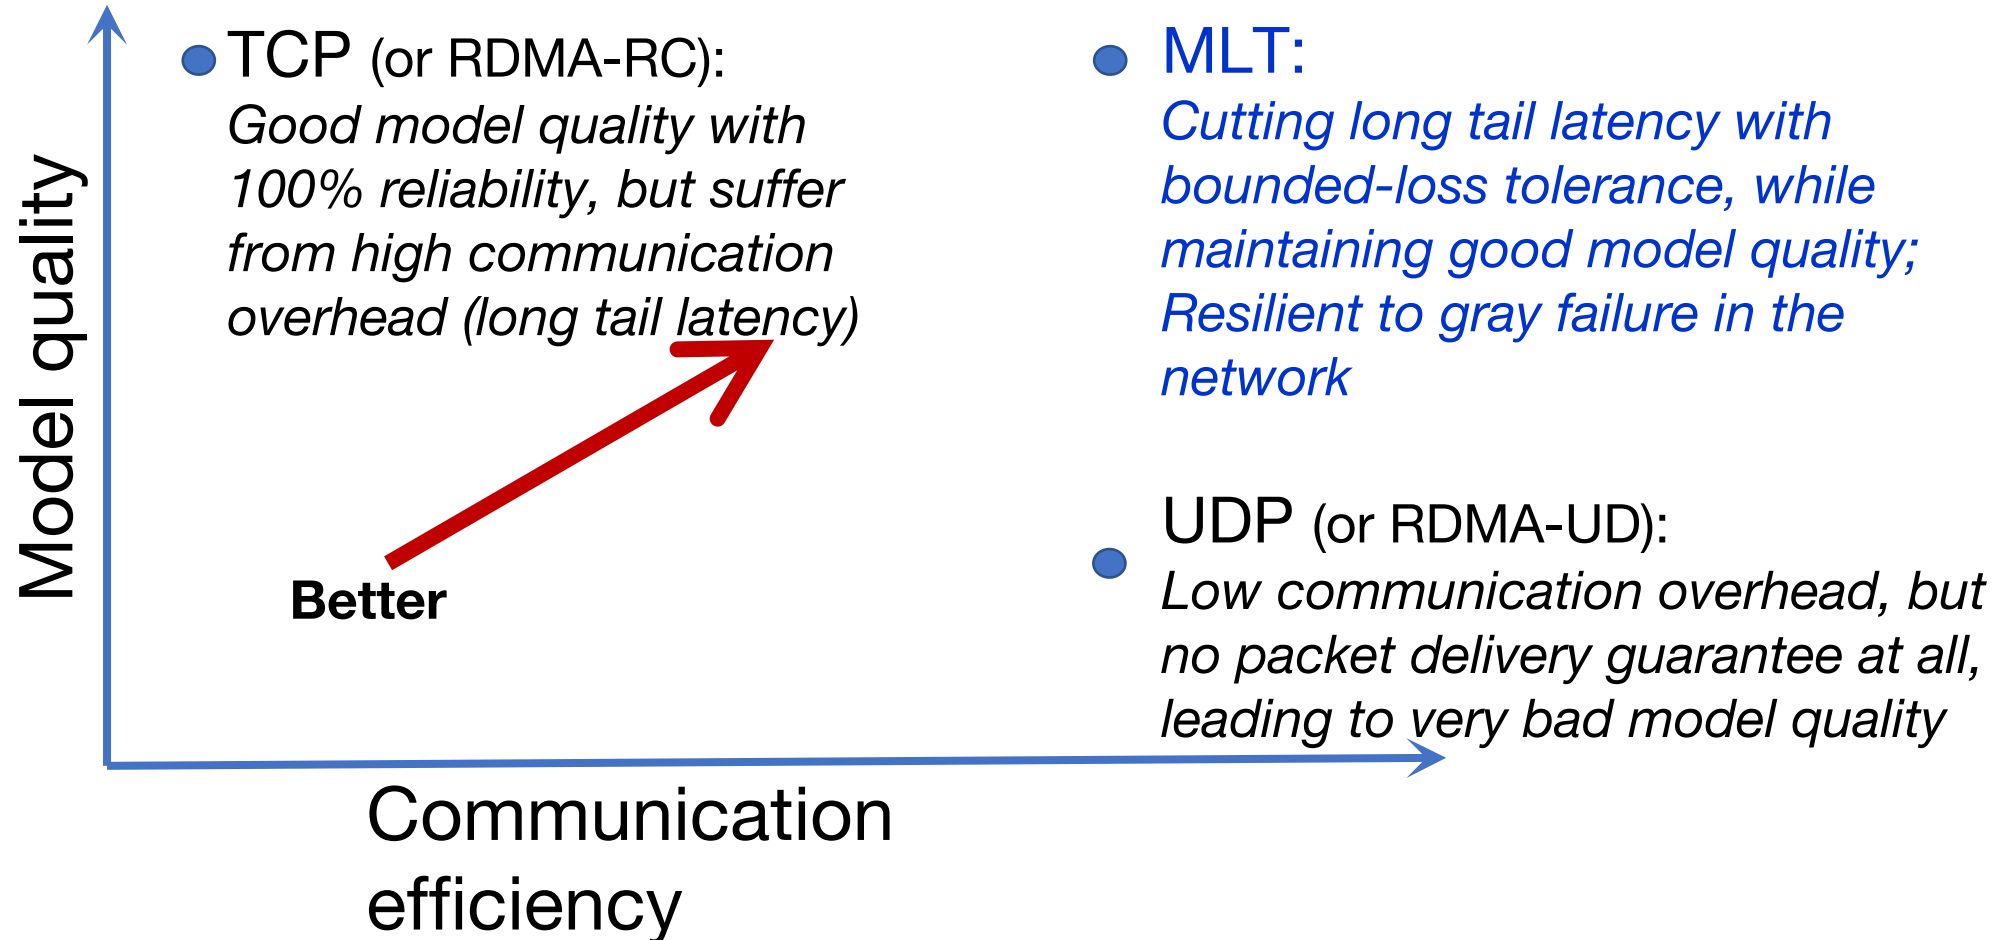 Model quality
TCP (or RDMA-RC):
Good model quality with
100% reliability, but suffer
from high communication
overhead (long tail latency)
MLT:
Cutting long tail latency with
bounded-loss tolerance, while
maintaining good model quality;
Resilient to gray failure in the
network
Better
UDP (or RDMA-UD):
Low communication overhead, but
no packet delivery guarantee at all,
leading to very bad model quality
Communication
efficiency